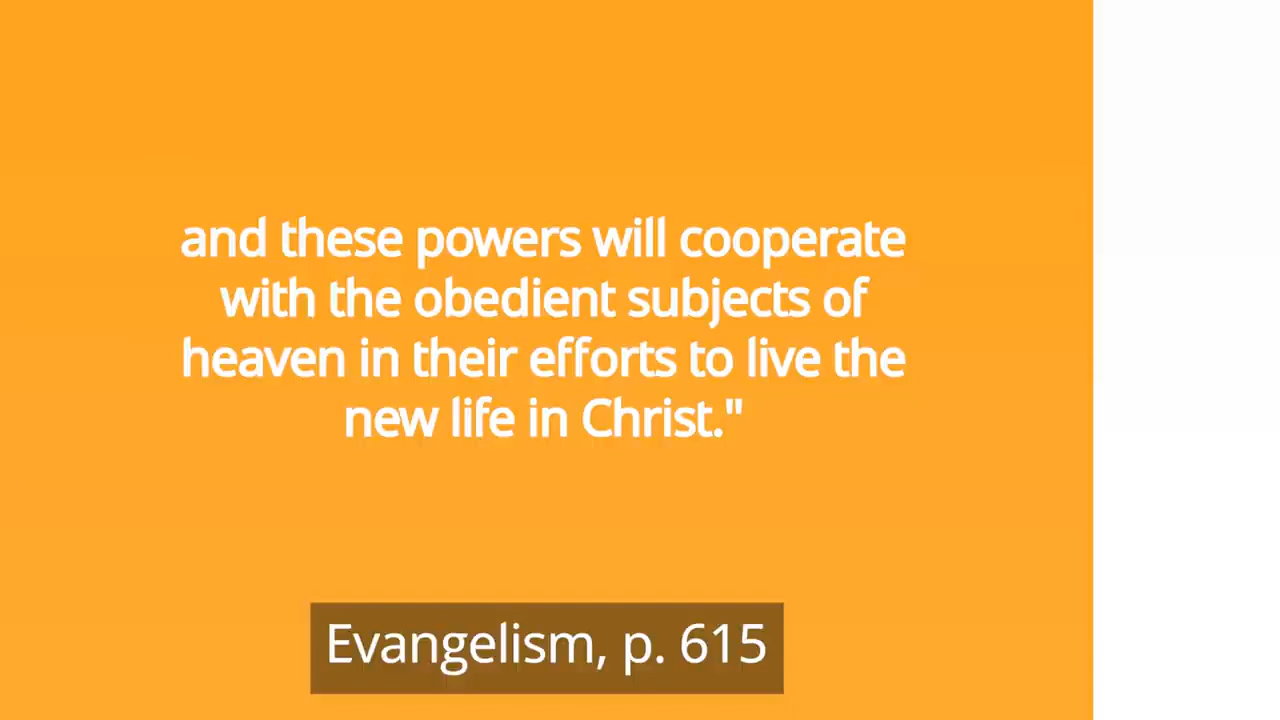 and these powers will cooperate
with the obedient subjects of
heaven in their efforts to live the
new life in Christ."
Evangelism, p. 615